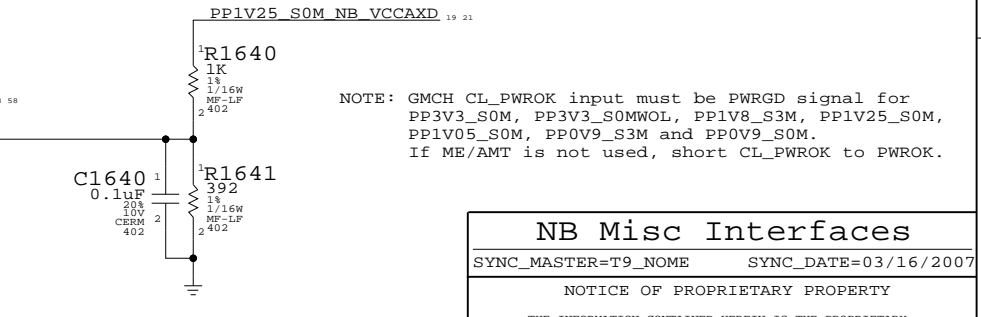 PP1V25_S0M_NB_VCCAXD 19 21
1 R1640
1K
1%
1/16W
MF-LF
2 402
58
NOTE: GMCH CL_PWROK input must be PWRGD signal for
PP3V3_S0M, PP3V3_S0MWOL, PP1V8_S3M, PP1V25_S0M,
PP1V05_S0M, PP0V9_S3M and PP0V9_S0M.
If ME/AMT is not used, short CL_PWROK to PWROK.
C1640 1
0.1uF
20%
10V
CERM 2
402
1 R1641
392
1%
1/16W
MF-LF
2 402
NB Misc Interfaces
SYNC_MASTER=T9_NOME SYNC_DATE=03/16/2007
NOTICE OF PROPRIETARY PROPERTY